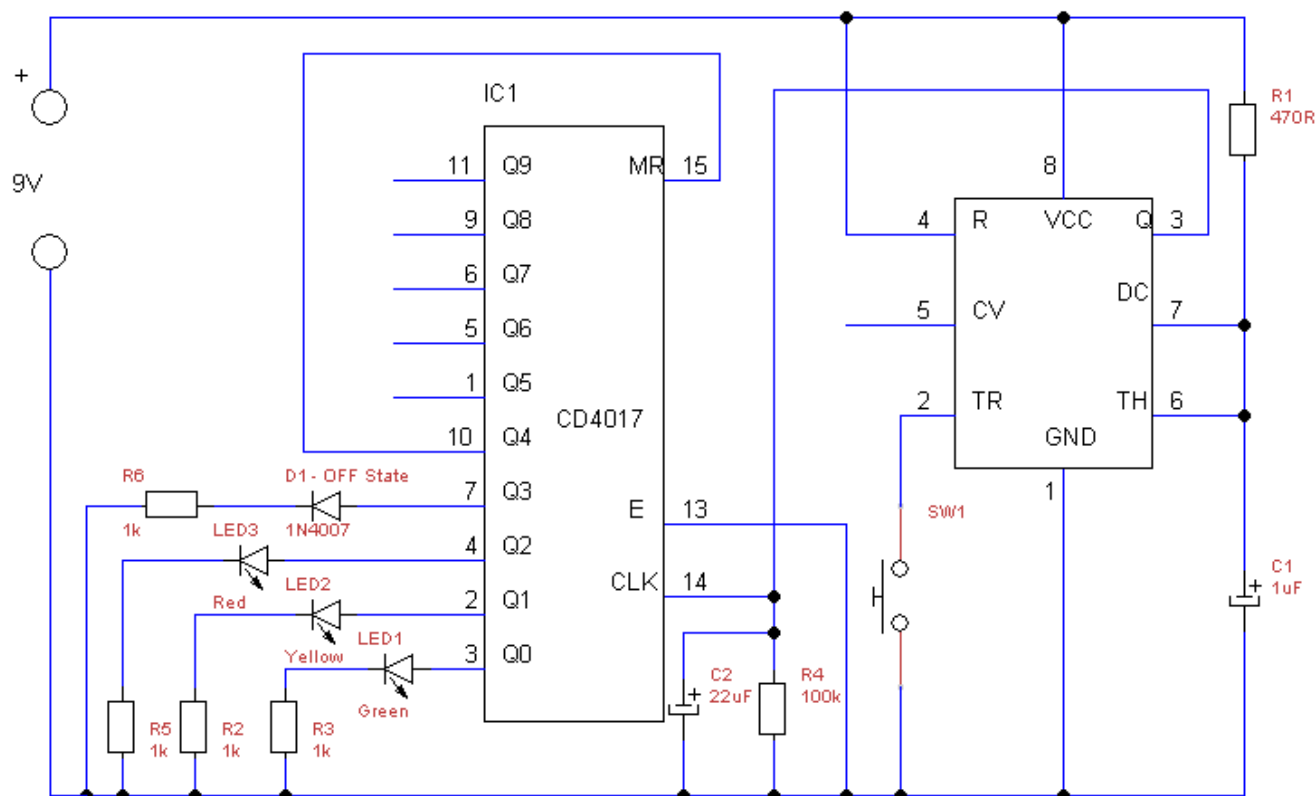 +
9V
IC1
11 Q9 MR 15
9 Q8
6 Q7
5 Q6
1 Q5
CD4017
10 Q4
R6
1k
D1- OFF State
1N4007
7 Q3
E 13
LED3
Red
4 Q2
CLK 14
LED2
Yellow
2 Q1
LED1
Green
3 Q0
R5
1k
R2
1k
R3
1k
C2
22uF
R4
100k
8
4 R VCC Q 3
5 CV DC 7
2 TR TH 6
GND
1
SW1
R1
470R
C1
1uF